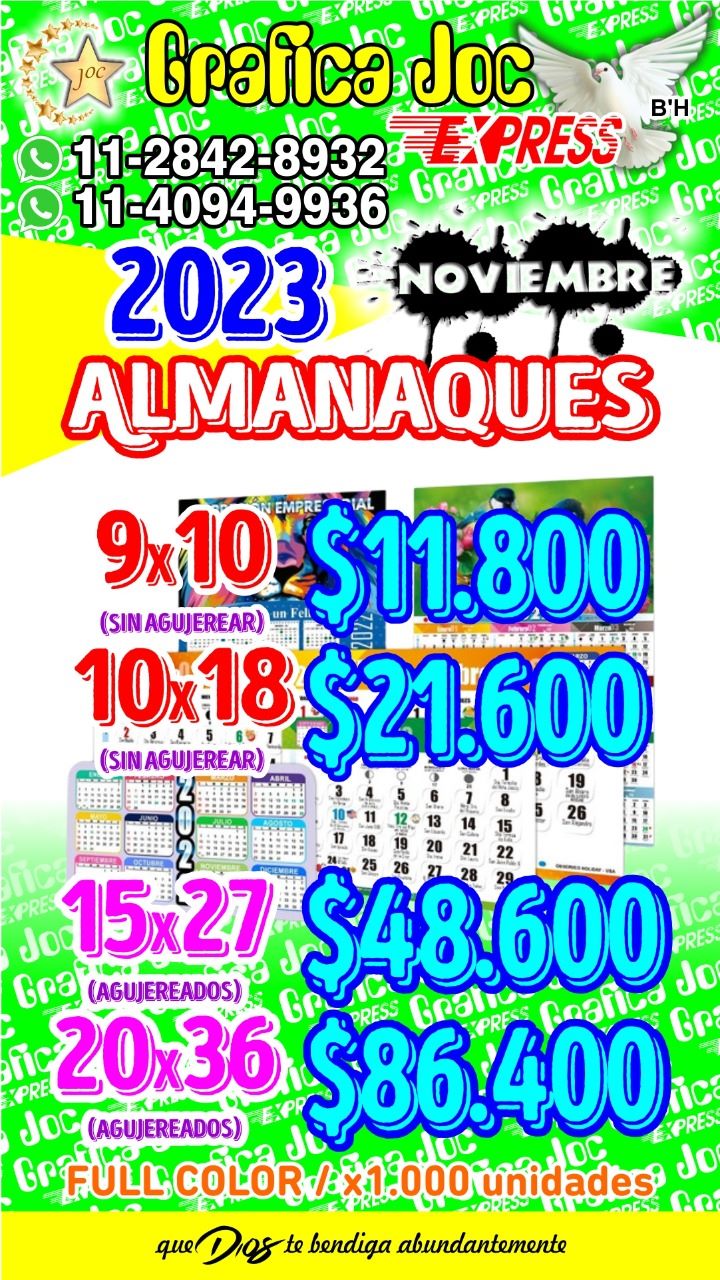 JOC
Grafica Joc
EXPRESS
B'H
11-2842-8932
11-4094-9936
2023
NOVIEMBRE
ALMANAQUES
9x10 $11.800
(SIN AGUJEREAR)
10x18 $21.600
(SIN AGUJEREAR)
15x27 $48.600
(AGUJEREADOS)
20x36 $86.400
(AGUJEREADOS)
FULL COLOR / x1.000 unidades
que Dios te bendiga abundantemente